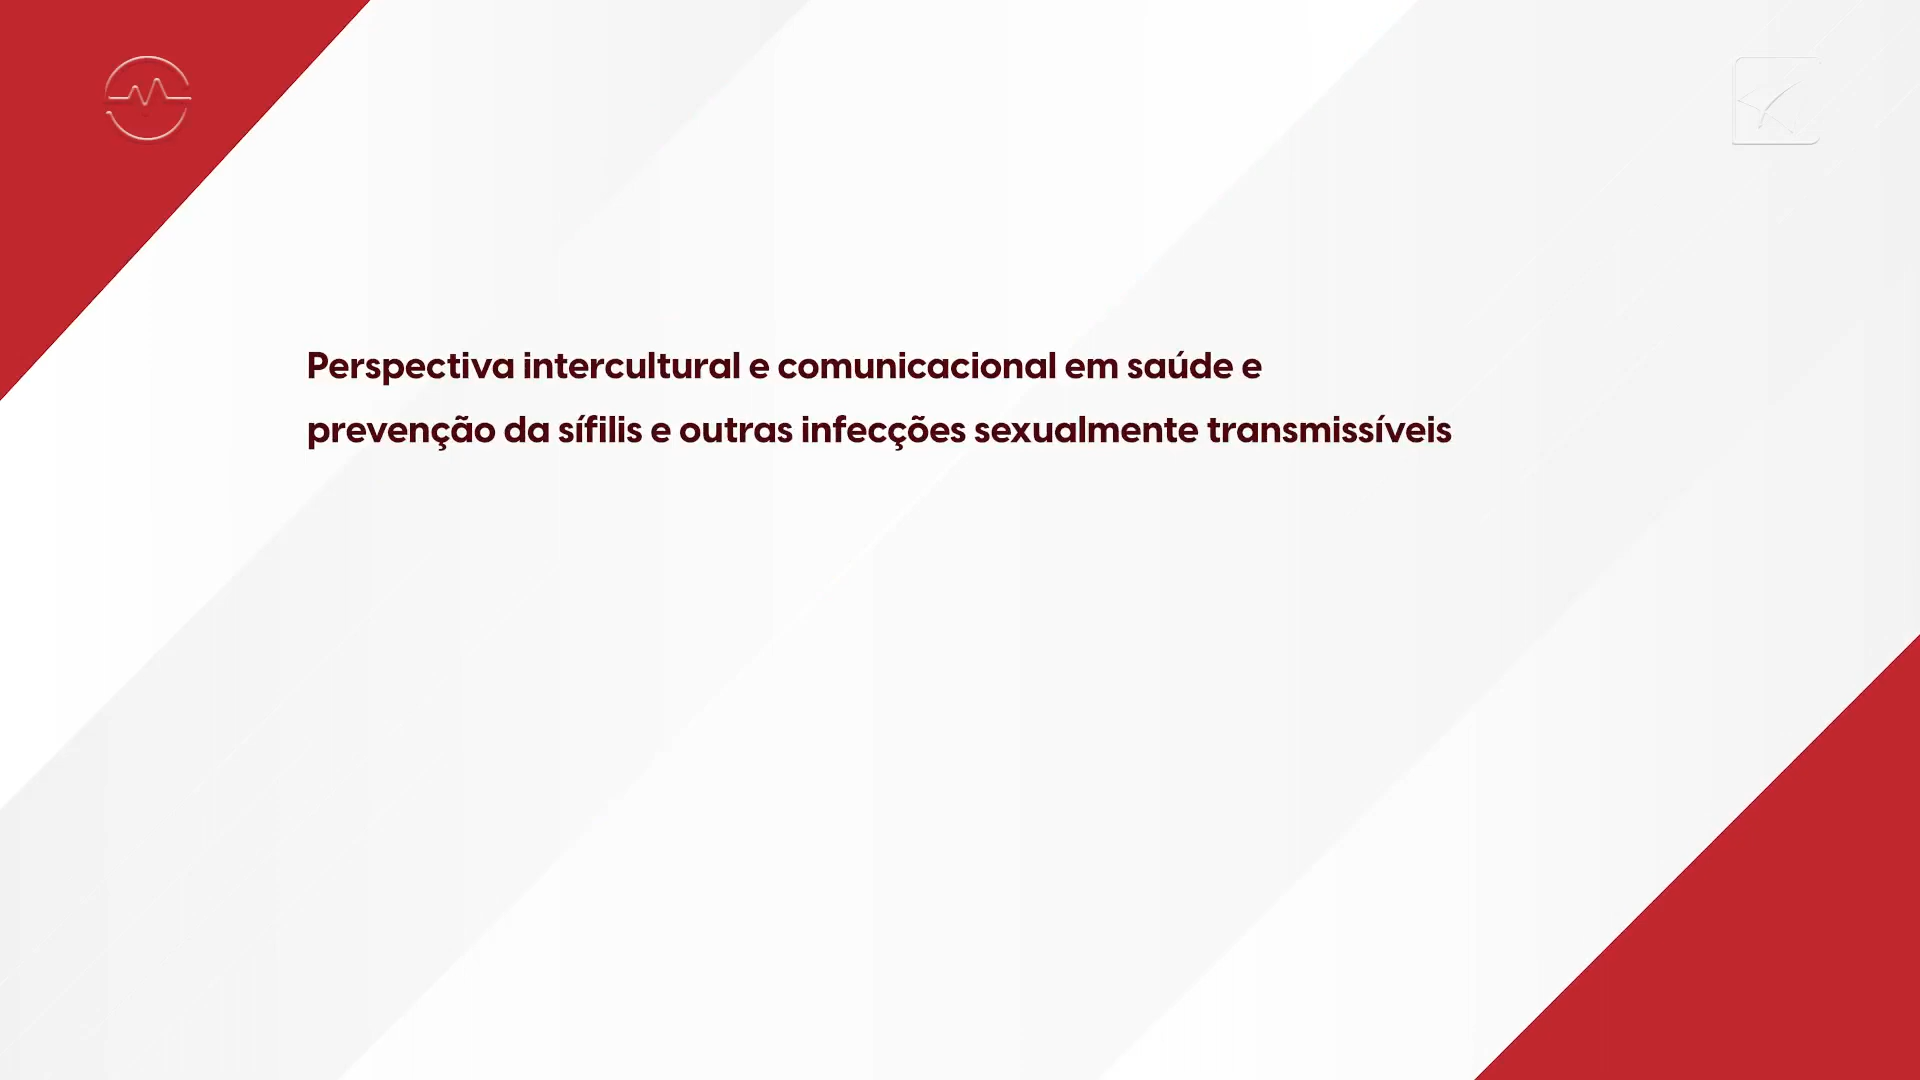 Perspectiva intercultural e comunicacional em saúde e
prevenção da sífilis e outras infecções sexualmente transmissíveis